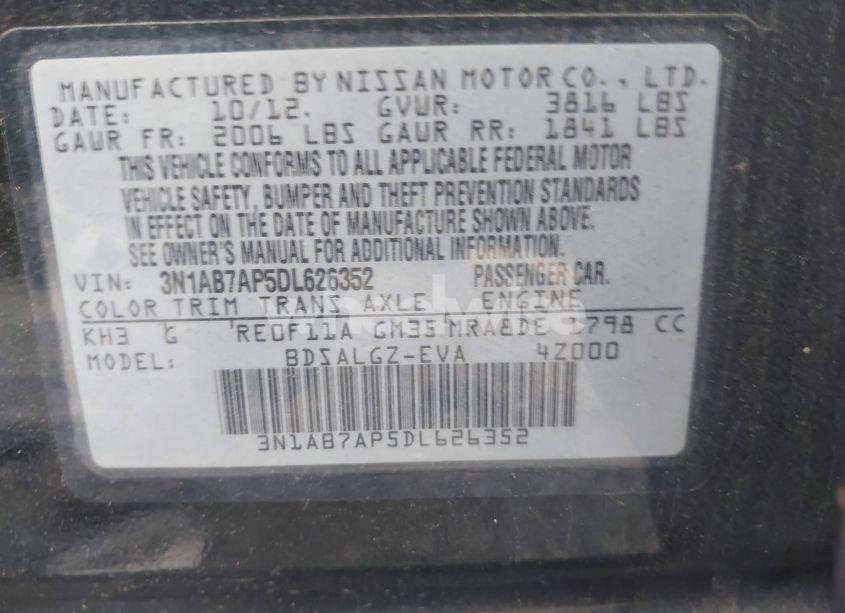 MANUFACTURED BY NISSAN MOTOR CO., LTD.
DATE: 10/12. GVWR: 3816 LBS
GAWR FR: 2006 LBS GAWR RR: 1841 LBS
THIS VEHICLE CONFORMS TO ALL APPLICABLE FEDERAL MOTOR
VEHICLE SAFETY, BUMPER AND THEFT PREVENTION STANDARDS
IN EFFECT ON THE DATE OF MANUFACTURE SHOWN ABOVE.
SEE OWNER'S MANUAL FOR ADDITIONAL INFORMATION.
VIN: 3N1AB7AP5DL626352 PASSENGER CAR.
COLOR TRIM TRANS AXLE ENGINE
KH3 G RE0F11A GM35 MRA8DE 1798 CC
MODEL: BDSALGZ-EVA 4Z000
3N1AB7AP5DL626352